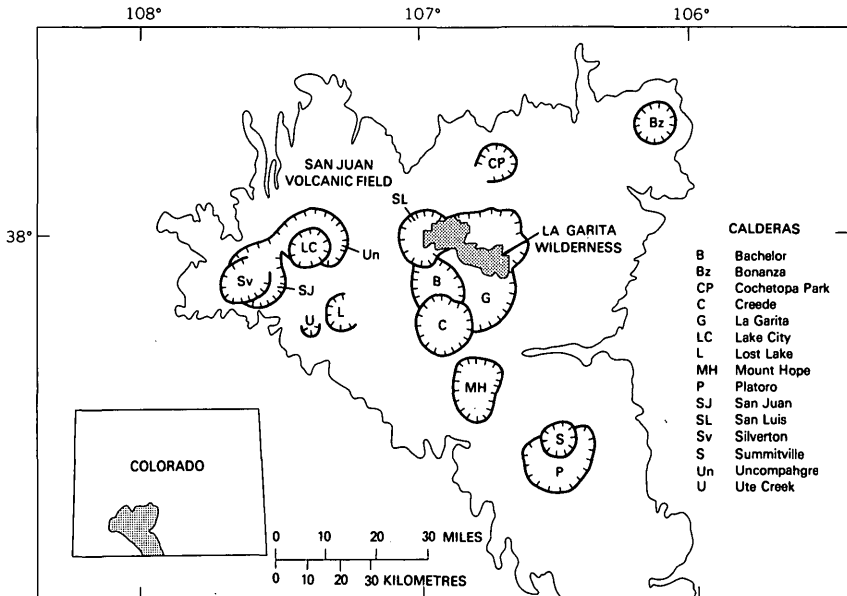 108°
107°
106°
Bz
CP
SAN JUAN
VOLCANIC FIELD
SL
38°
LA GARITA
WILDERNESS
LC
Un
Sv
SJ
B
G
U
L
C
MH
S
P
CALDERAS
B Bachelor
Bz Bonanza
CP Cochetopa Park
C Creede
G La Garita
LC Lake City
L Lost Lake
MH Mount Hope
P Platoro
SJ San Juan
SL San Luis
Sv Silverton
S Summitville
Un Uncompahgre
U Ute Creek
COLORADO
0 10 20 30 MILES
0 10 20 30 KILOMETRES
108°
107°
106°